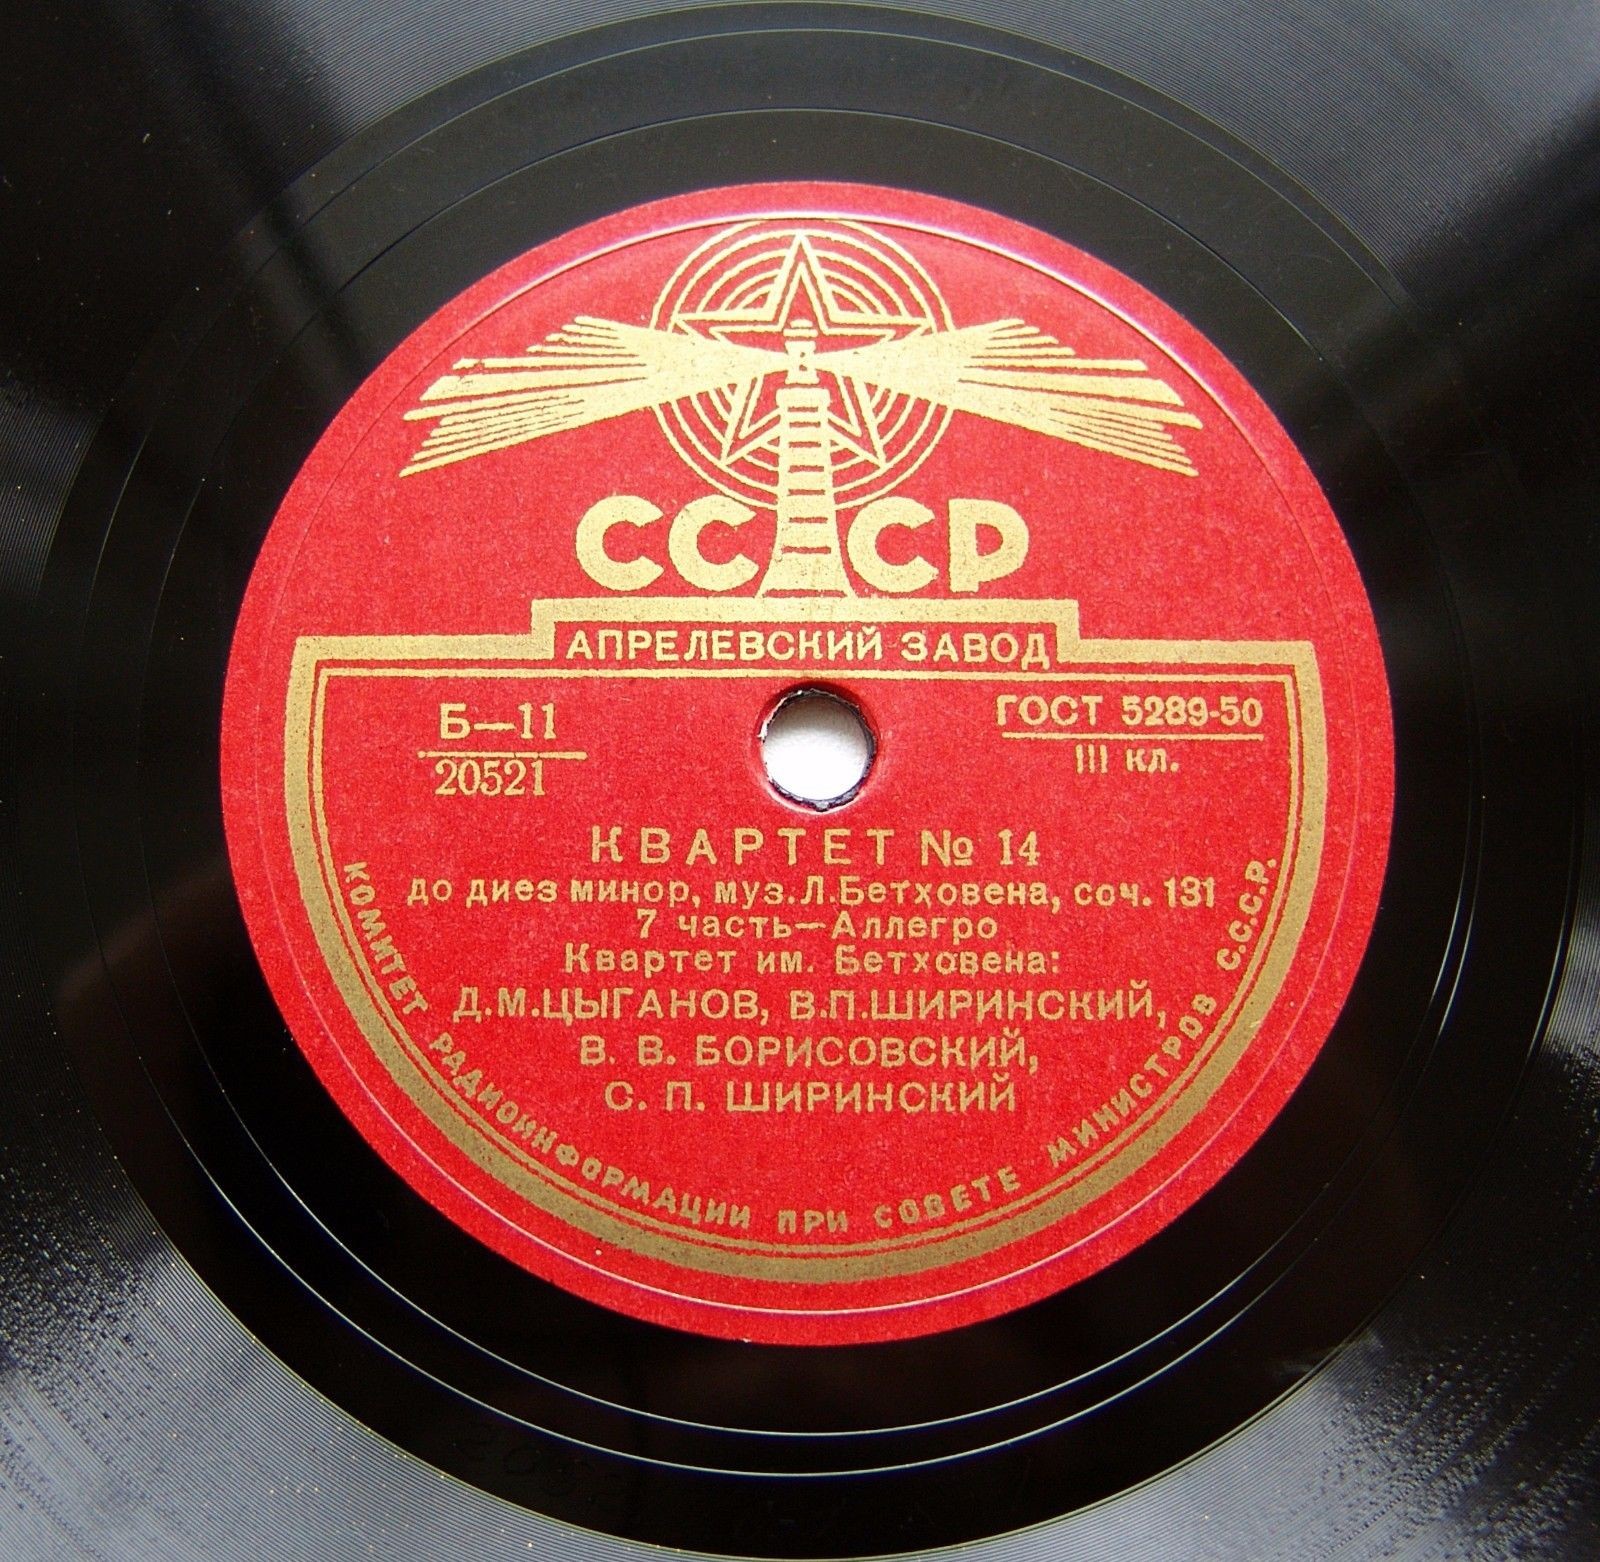 СССР
АПРЕЛЕВСКИЙ ЗАВОД
Б—11
20521
ГОСТ 5289-50
III кл.
КВАРТЕТ № 14
до диез минор, муз. Л. Бетховена, соч. 131
7 часть—Аллегро
Квартет им. Бетховена:
Д.М.ЦЫГАНОВ, В.П.ШИРИНСКИЙ,
В. В. БОРИСОВСКИЙ,
С. П. ШИРИНСКИЙ
КОМИТЕТ РАДИОИНФОРМАЦИИ ПРИ СОВЕТЕ МИНИСТРОВ С.С.С.Р.